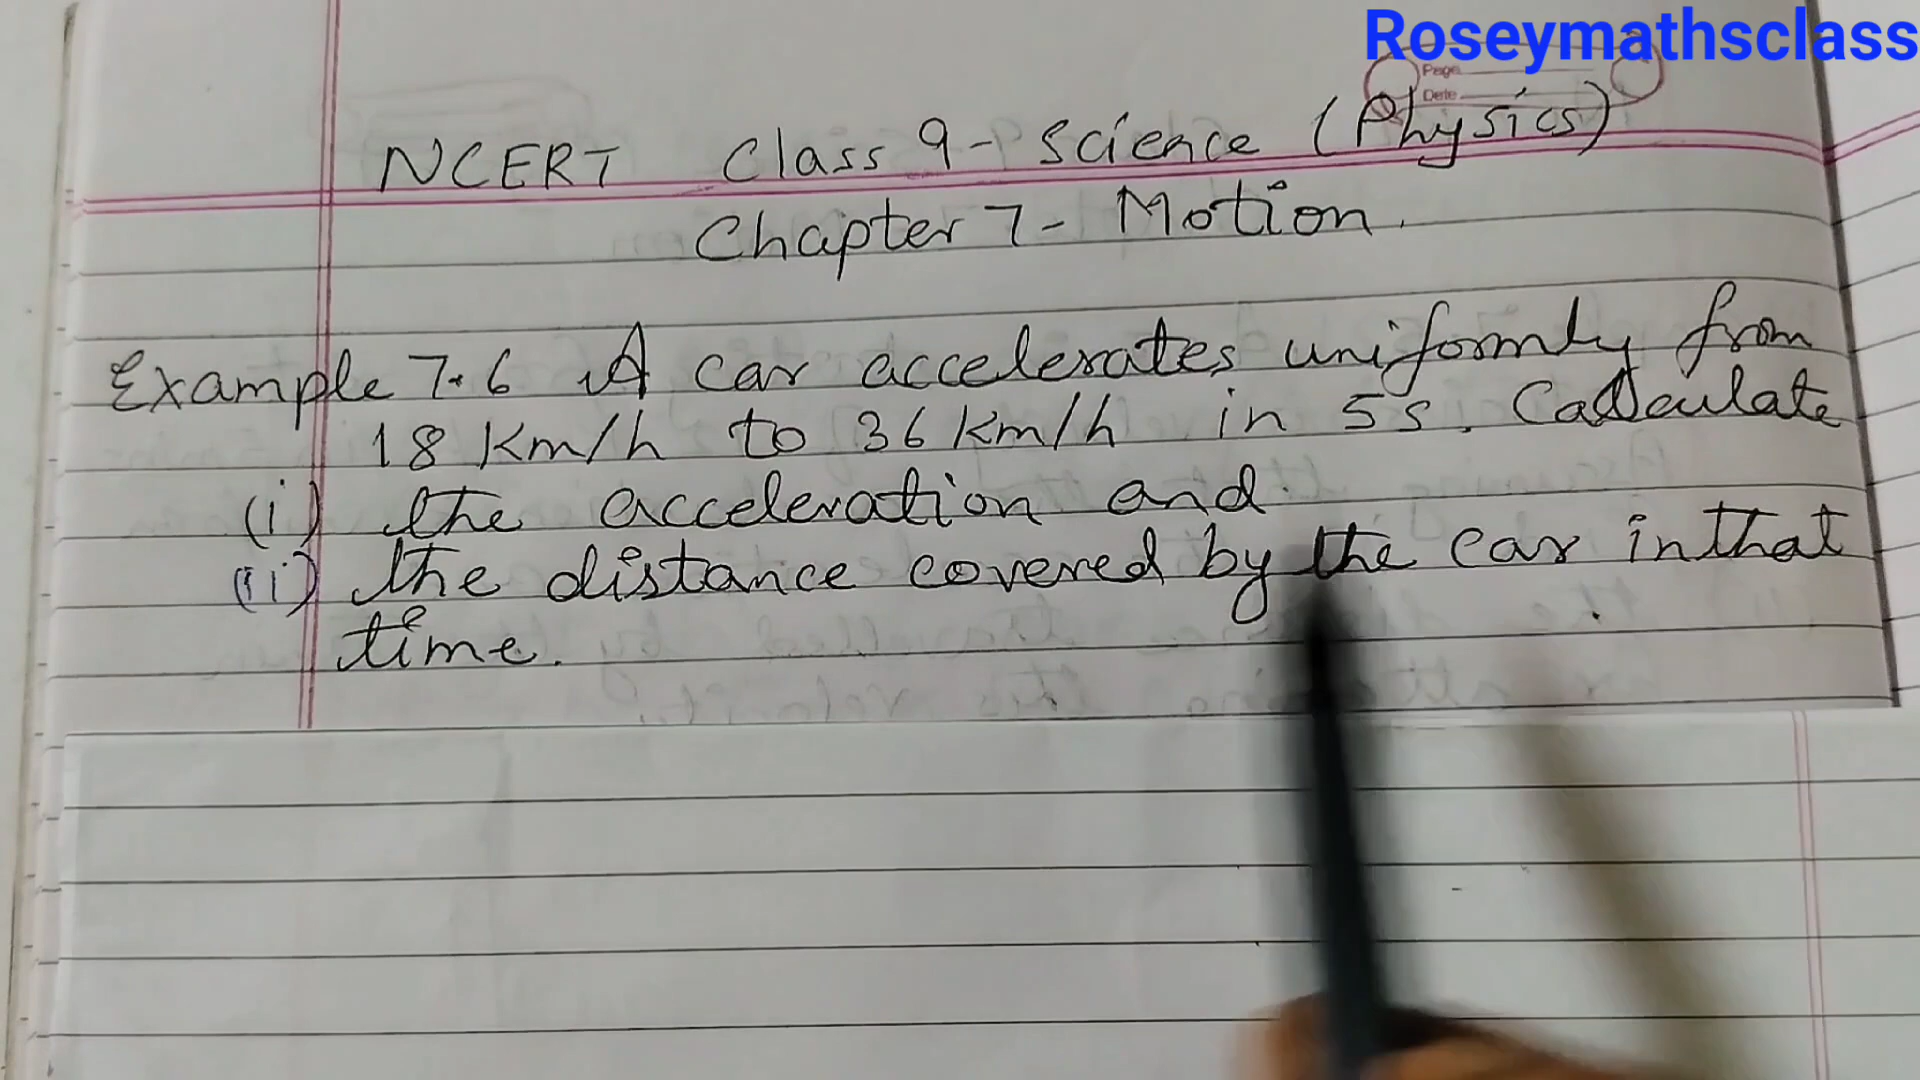 Roseymathsclass
Page
Date
NCERT Class 9 - Science (Physics)
Chapter 7 - Motion.
Example 7.6 A car accelerates uniformly from
18 Km/h to 36 Km/h in 5s. Calculate
(i) the acceleration and
(ii) the distance covered by the car in that
time.